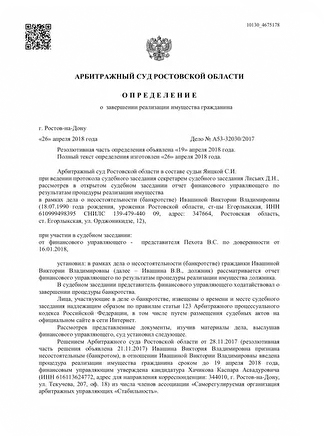 10130_4675178
АРБИТРАЖНЫЙ СУД РОСТОВСКОЙ ОБЛАСТИ
О П Р Е Д Е Л Е Н И Е
о завершении реализации имущества гражданина
г. Ростов-на-Дону
«26» апреля 2018 года Дело № А53-32030/2017
Резолютивная часть определения объявлена «19» апреля 2018 года.
Полный текст определения изготовлен «26» апреля 2018 года.
Арбитражный суд Ростовской области в составе судьи Яицкой С.И.
при ведении протокола судебного заседания секретарем судебного заседания Лисьих Д.Н.,
рассмотрев в открытом судебном заседании отчет финансового управляющего по
результатам процедуры реализации имущества
в рамках дела о несостоятельности (банкротстве) Ивашиной Виктории Владимировны
(18.07.1990 года рождения, уроженки Ростовской области, ст-цы Егорлыкская, ИНН
610999498395 СНИЛС 139-479-440 09, адрес: 347664, Ростовская область,
ст. Егорлыкская, ул. Орджоникидзе, 12),
при участии в судебном заседании:
от финансового управляющего - представителя Пехота В.С. по доверенности от
16.01.2018,
установил: в рамках дела о несостоятельности (банкротстве) гражданки Ивашиной
Виктории Владимировны (далее – Ивашина В.В., должник) рассматривается отчет
финансового управляющего по результатам процедуры реализации имущества должника.
В судебном заседании представитель финансового управляющего ходатайствовал о
завершении процедуры банкротства.
Лица, участвующие в деле о банкротстве, извещение о времени и месте судебного
заседания надлежащим образом по правилам статьи 123 Арбитражного процессуального
кодекса Российской Федерации, в том числе путем размещения судебных актов на
официальном сайте в сети Интернет.
Рассмотрев представленные документы, изучив материалы дела, выслушав
финансового управляющего, суд установил следующее.
Решением Арбитражного суда Ростовской области от 28.11.2017 (резолютивная
часть решения объявлена 21.11.2017) Ивашина Виктория Владимировна признана
несостоятельным (банкротом), в отношении Ивашиной Виктории Владимировны введена
процедура реализации имущества гражданина сроком до 19 апреля 2018 года,
финансовым управляющим утверждена кандидатура Хачикова Каспара Асвадуровича
(ИНН 616113624772, адрес для направления корреспонденции: 344010, г. Ростов-на-Дону,
ул. Текучева, 207, оф. 18) из числа членов ассоциации «Саморегулируемая организация
арбитражных управляющих «Стабильность».